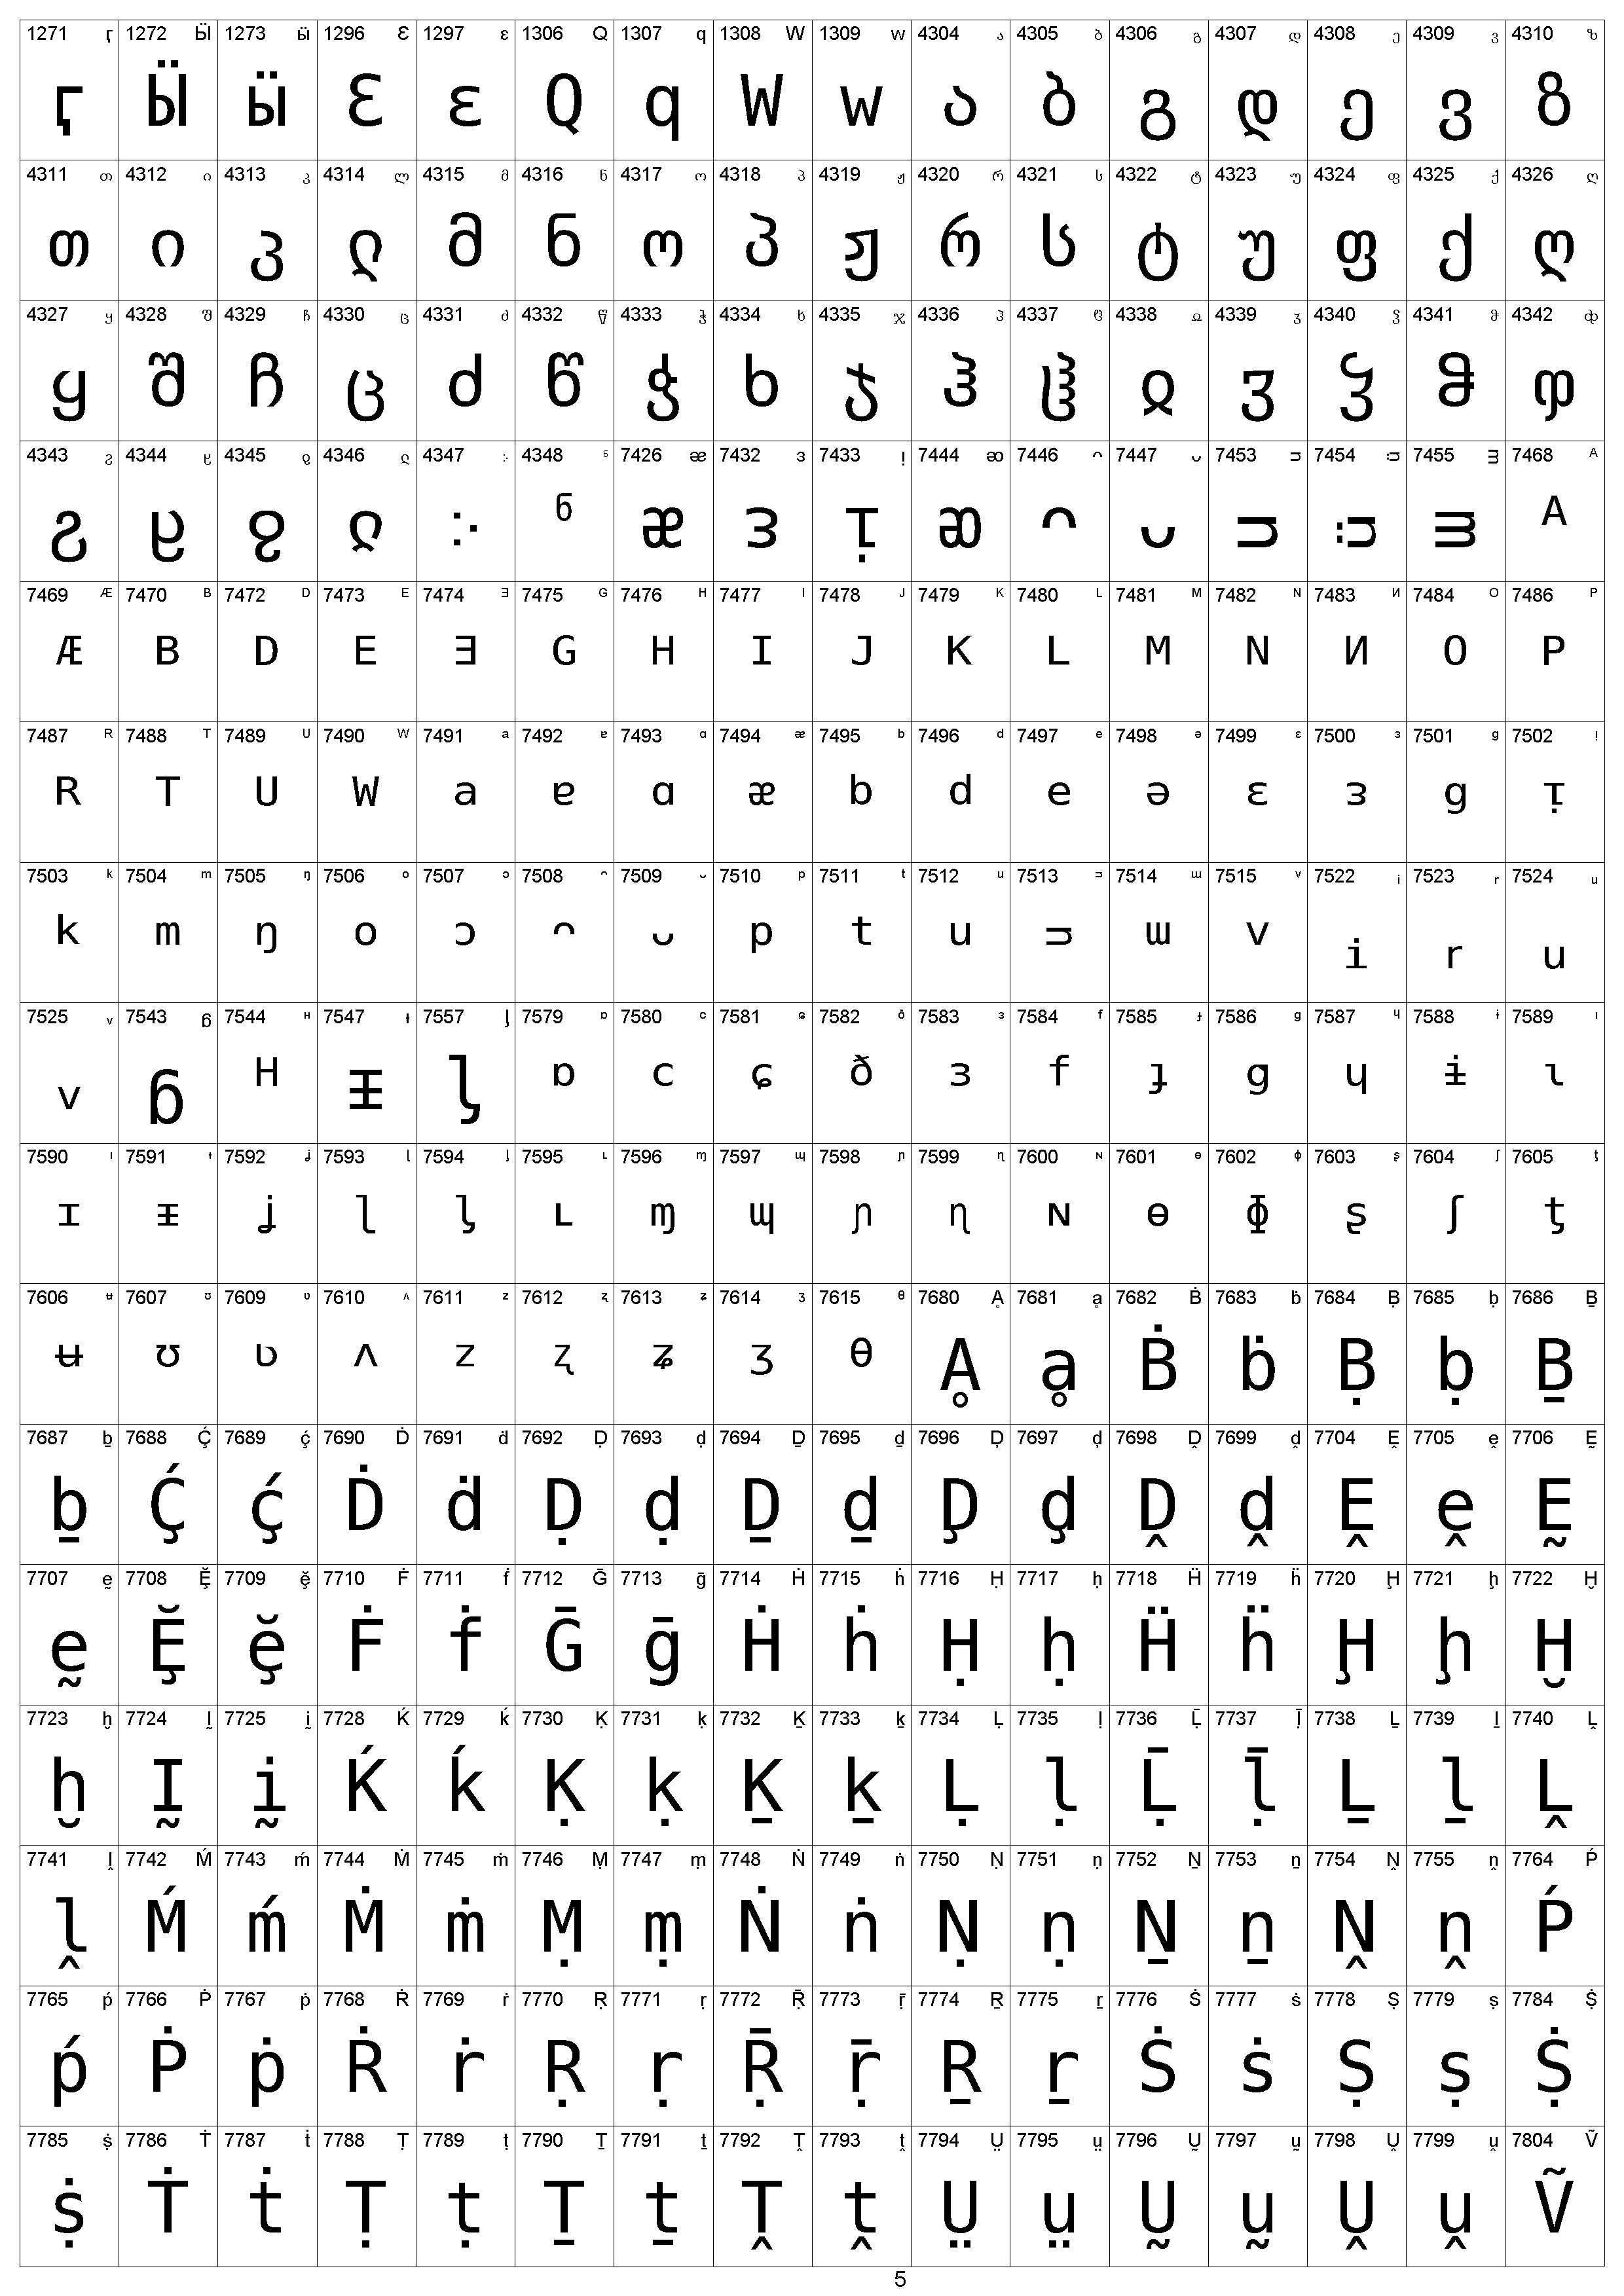 1271 ӷ 1272 Ӹ 1273 ӹ 1296 Ԑ 1297 ԑ 1306 Ԛ 1307 ԛ 1308 Ԝ 1309 ԝ 4304 ა 4305 ბ 4306 გ 4307 დ 4308 ე 4309 ვ 4310 ზ
ӷ Ӹ ӹ Ԑ ԑ Ԛ ԛ Ԝ ԝ ა ბ გ დ ე ვ ზ
4311 თ 4312 ი 4313 კ 4314 ლ 4315 მ 4316 ნ 4317 ო 4318 პ 4319 ჟ 4320 რ 4321 ს 4322 ტ 4323 უ 4324 ფ 4325 ქ 4326 ღ
თ ი კ ლ მ ნ ო პ ჟ რ ს ტ უ ფ ქ ღ
4327 ყ 4328 შ 4329 ჩ 4330 ც 4331 ძ 4332 წ 4333 ჭ 4334 ხ 4335 ჯ 4336 ჰ 4337 ჱ 4338 ჲ 4339 ჳ 4340 ჴ 4341 ჵ 4342 ჶ
ყ შ ჩ ც ძ წ ჭ ხ ჯ ჰ ჱ ჲ ჳ ჴ ჵ ჶ
4343 ჷ 4344 ჸ 4345 ჹ 4346 ჺ 4347 ჻ 4348 ჼ 7426 ᴂ 7432 ᴈ 7433 ᴉ 7444 ᴔ 7446 ᴖ 7447 ᴗ 7453 ᴝ 7454 ᴞ 7455 ᴟ 7468 ᴬ
ჷ ჸ ჹ ჺ ჻ ჼ ᴂ ᴈ ᴉ ᴔ ᴖ ᴗ ᴝ ᴞ ᴟ ᴬ
7469 ᴭ 7470 ᴮ 7472 ᴰ 7473 ᴱ 7474 ᴲ 7475 ᴳ 7476 ᴴ 7477 ᴵ 7478 ᴶ 7479 ᴷ 7480 ᴸ 7481 ᴹ 7482 ᴺ 7483 ᴻ 7484 ᴼ 7486 ᴾ
ᴭ ᴮ ᴰ ᴱ ᴲ ᴳ ᴴ ᴵ ᴶ ᴷ ᴸ ᴹ ᴺ ᴻ ᴼ ᴾ
7487 ᴿ 7488 ᵀ 7489 ᵁ 7490 ᵂ 7491 ᵃ 7492 ᵄ 7493 ᵅ 7494 ᵆ 7495 ᵇ 7496 ᵈ 7497 ᵉ 7498 ᵊ 7499 ᵋ 7500 ᵌ 7501 ᵍ 7502 ᵎ
ᴿ ᵀ ᵁ ᵂ ᵃ ᵄ ᵅ ᵆ ᵇ ᵈ ᵉ ᵊ ᵋ ᵌ ᵍ ᵎ
7503 ᵏ 7504 ᵐ 7505 ᵑ 7506 ᵒ 7507 ᵓ 7508 ᵔ 7509 ᵕ 7510 ᵖ 7511 ᵗ 7512 ᵘ 7513 ᵙ 7514 ᵚ 7515 ᵛ 7522 ᵢ 7523 ᵣ 7524 ᵤ
ᵏ ᵐ ᵑ ᵒ ᵓ ᵔ ᵕ ᵖ ᵗ ᵘ ᵙ ᵚ ᵛ ᵢ ᵣ ᵤ
7525 ᵥ 7543 ᵷ 7544 ᵸ 7547 ᵻ 7557 ᶅ 7579 ᶛ 7580 ᶜ 7581 ᶝ 7582 ᶞ 7583 ᶟ 7584 ᶠ 7585 ᶡ 7586 ᶢ 7587 ᶣ 7588 ᶤ 7589 ᶥ
ᵥ ᵷ ᵸ ᵻ ᶅ ᶛ ᶜ ᶝ ᶞ ᶟ ᶠ ᶡ ᶢ ᶣ ᶤ ᶥ
7590 ᶦ 7591 ᶧ 7592 ᶨ 7593 ᶩ 7594 ᶪ 7595 ᶫ 7596 ᶬ 7597 ᶭ 7598 ᶮ 7599 ᶯ 7600 ᶰ 7601 ᶱ 7602 ᶲ 7603 ᶳ 7604 ᶴ 7605 ᶵ
ᶦ ᶧ ᶨ ᶩ ᶪ ᶫ ᶬ ᶭ ᶮ ᶯ ᶰ ᶱ ᶲ ᶳ ᶴ ᶵ
7606 ᶶ 7607 ᶷ 7609 ᶹ 7610 ᶺ 7611 ᶻ 7612 ᶼ 7613 ᶽ 7614 ᶾ 7615 ᶿ 7680 Ḁ 7681 ḁ 7682 Ḃ 7683 ḃ 7684 Ḅ 7685 ḅ 7686 Ḇ
ᶶ ᶷ ᶹ ᶺ ᶻ ᶼ ᶽ ᶾ ᶿ Ḁ ḁ Ḃ ḃ Ḅ ḅ Ḇ
7687 ḇ 7688 Ḉ 7689 ḉ 7690 Ḋ 7691 ḋ 7692 Ḍ 7693 ḍ 7694 Ḏ 7695 ḏ 7696 Ḑ 7697 ḑ 7698 Ḓ 7699 ḓ 7704 Ḙ 7705 ḙ 7706 Ḛ
ḇ Ḉ ḉ Ḋ ḋ Ḍ ḍ Ḏ ḏ Ḑ ḑ Ḓ ḓ Ḙ ḙ Ḛ
7707 ḛ 7708 Ḝ 7709 ḝ 7710 Ḟ 7711 ḟ 7712 Ḡ 7713 ḡ 7714 Ḣ 7715 ḣ 7716 Ḥ 7717 ḥ 7718 Ḧ 7719 ḧ 7720 Ḩ 7721 ḩ 7722 Ḫ
ḛ Ḝ ḝ Ḟ ḟ Ḡ ḡ Ḣ ḣ Ḥ ḥ Ḧ ḧ Ḩ ḩ Ḫ
7723 ḫ 7724 Ḭ 7725 ḭ 7728 Ḱ 7729 ḱ 7730 Ḳ 7731 ḳ 7732 Ḵ 7733 ḵ 7734 Ḷ 7735 ḷ 7736 Ḹ 7737 ḹ 7738 Ḻ 7739 ḻ 7740 Ḽ
ḫ Ḭ ḭ Ḱ ḱ Ḳ ḳ Ḵ ḵ Ḷ ḷ Ḹ ḹ Ḻ ḻ Ḽ
7741 ḽ 7742 Ḿ 7743 ḿ 7744 Ṁ 7745 ṁ 7746 Ṃ 7747 ṃ 7748 Ṅ 7749 ṅ 7750 Ṇ 7751 ṇ 7752 Ṉ 7753 ṉ 7754 Ṋ 7755 ṋ 7764 Ṕ
ḽ Ḿ ḿ Ṁ ṁ Ṃ ṃ Ṅ ṅ Ṇ ṇ Ṉ ṉ Ṋ ṋ Ṕ
7765 ṕ 7766 Ṗ 7767 ṗ 7768 Ṙ 7769 ṙ 7770 Ṛ 7771 ṛ 7772 Ṝ 7773 ṝ 7774 Ṟ 7775 ṟ 7776 Ṡ 7777 ṡ 7778 Ṣ 7779 ṣ 7784 Ṩ
ṕ Ṗ ṗ Ṙ ṙ Ṛ ṛ Ṝ ṝ Ṟ ṟ Ṡ ṡ Ṣ ṣ Ṩ
7785 ṩ 7786 Ṫ 7787 ṫ 7788 Ṭ 7789 ṭ 7790 Ṯ 7791 ṯ 7792 Ṱ 7793 ṱ 7794 Ṳ 7795 ṳ 7796 Ṵ 7797 ṵ 7798 Ṷ 7799 ṷ 7804 Ṽ
ṩ Ṫ ṫ Ṭ ṭ Ṯ ṯ Ṱ ṱ Ṳ ṳ Ṵ ṵ Ṷ ṷ Ṽ
5